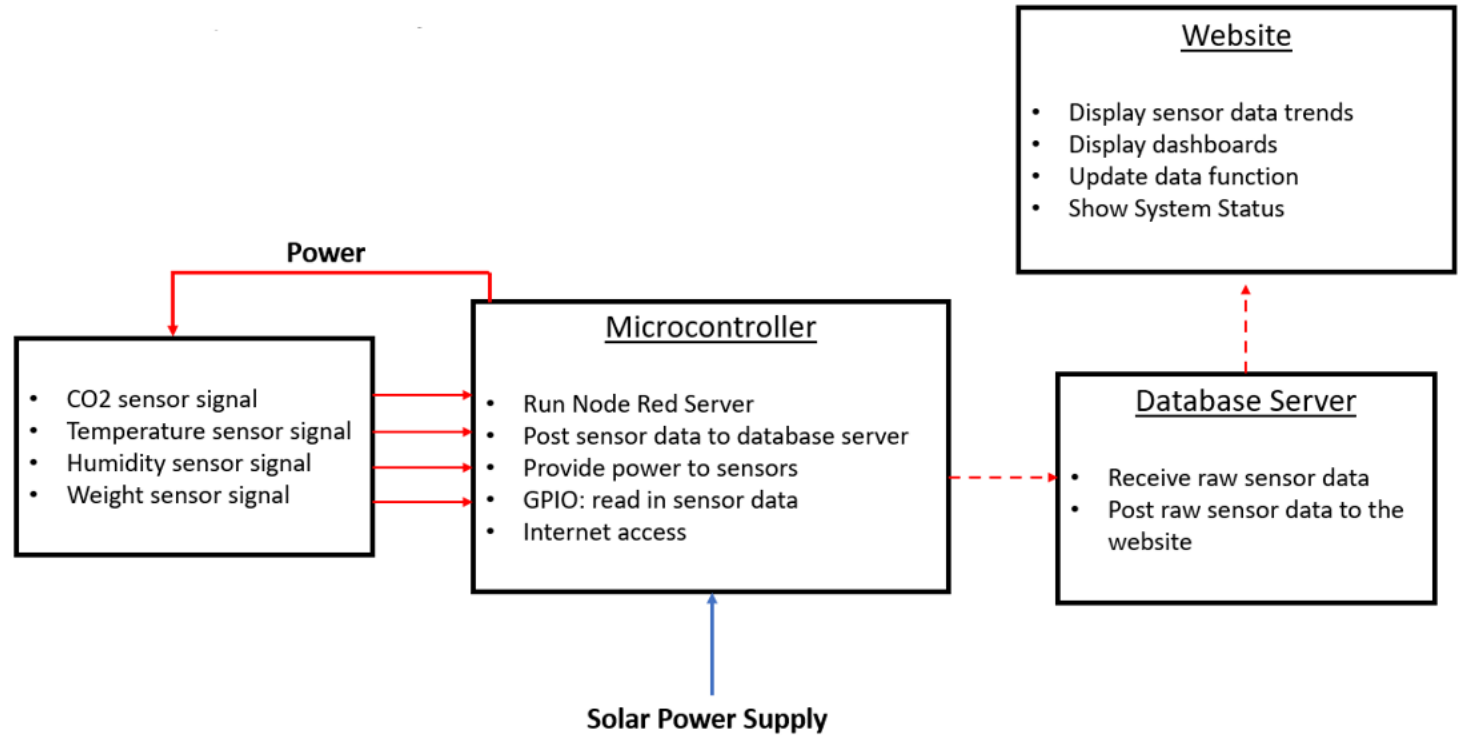 Website
• Display sensor data trends
• Display dashboards
• Update data function
• Show System Status
Power
• CO2 sensor signal
• Temperature sensor signal
• Humidity sensor signal
• Weight sensor signal
Microcontroller
• Run Node Red Server
• Post sensor data to database server
• Provide power to sensors
• GPIO: read in sensor data
• Internet access
Database Server
• Receive raw sensor data
• Post raw sensor data to the
website
Solar Power Supply